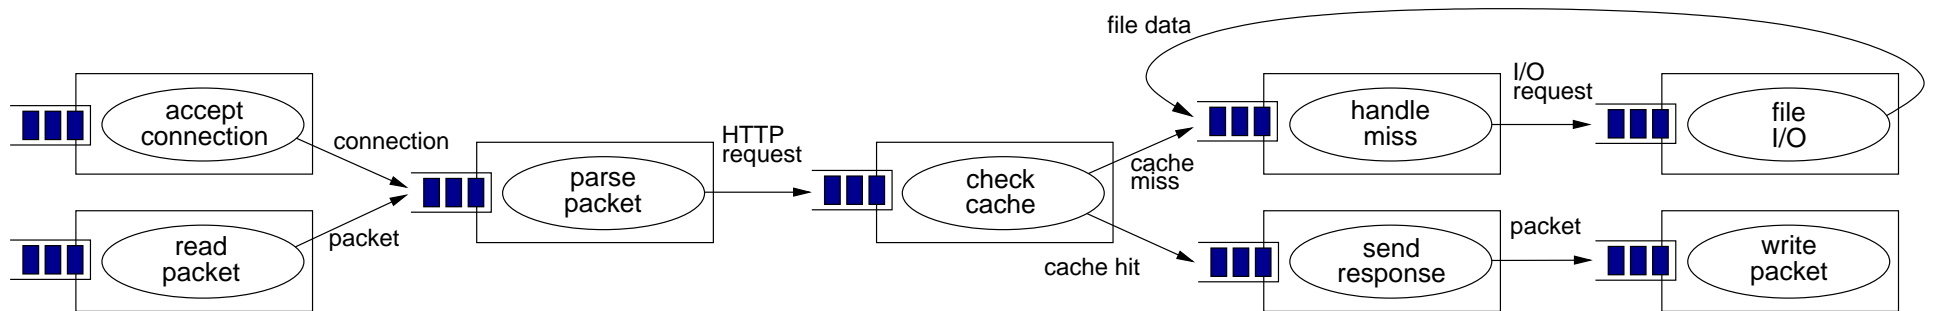 accept
connection
connection
read
packet
packet
parse
packet
HTTP
request
check
cache
cache
miss
cache hit
file data
handle
miss
I/O
request
file
I/O
send
response
packet
write
packet